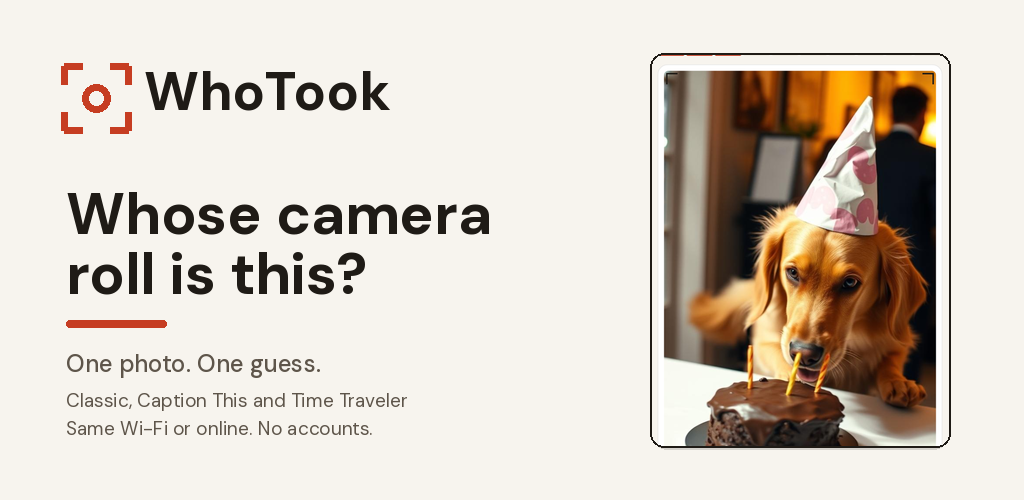 WhoTook
Whose camera
roll is this?
One photo. One guess.
Classic, Caption This and Time Traveler
Same Wi-Fi or online. No accounts.